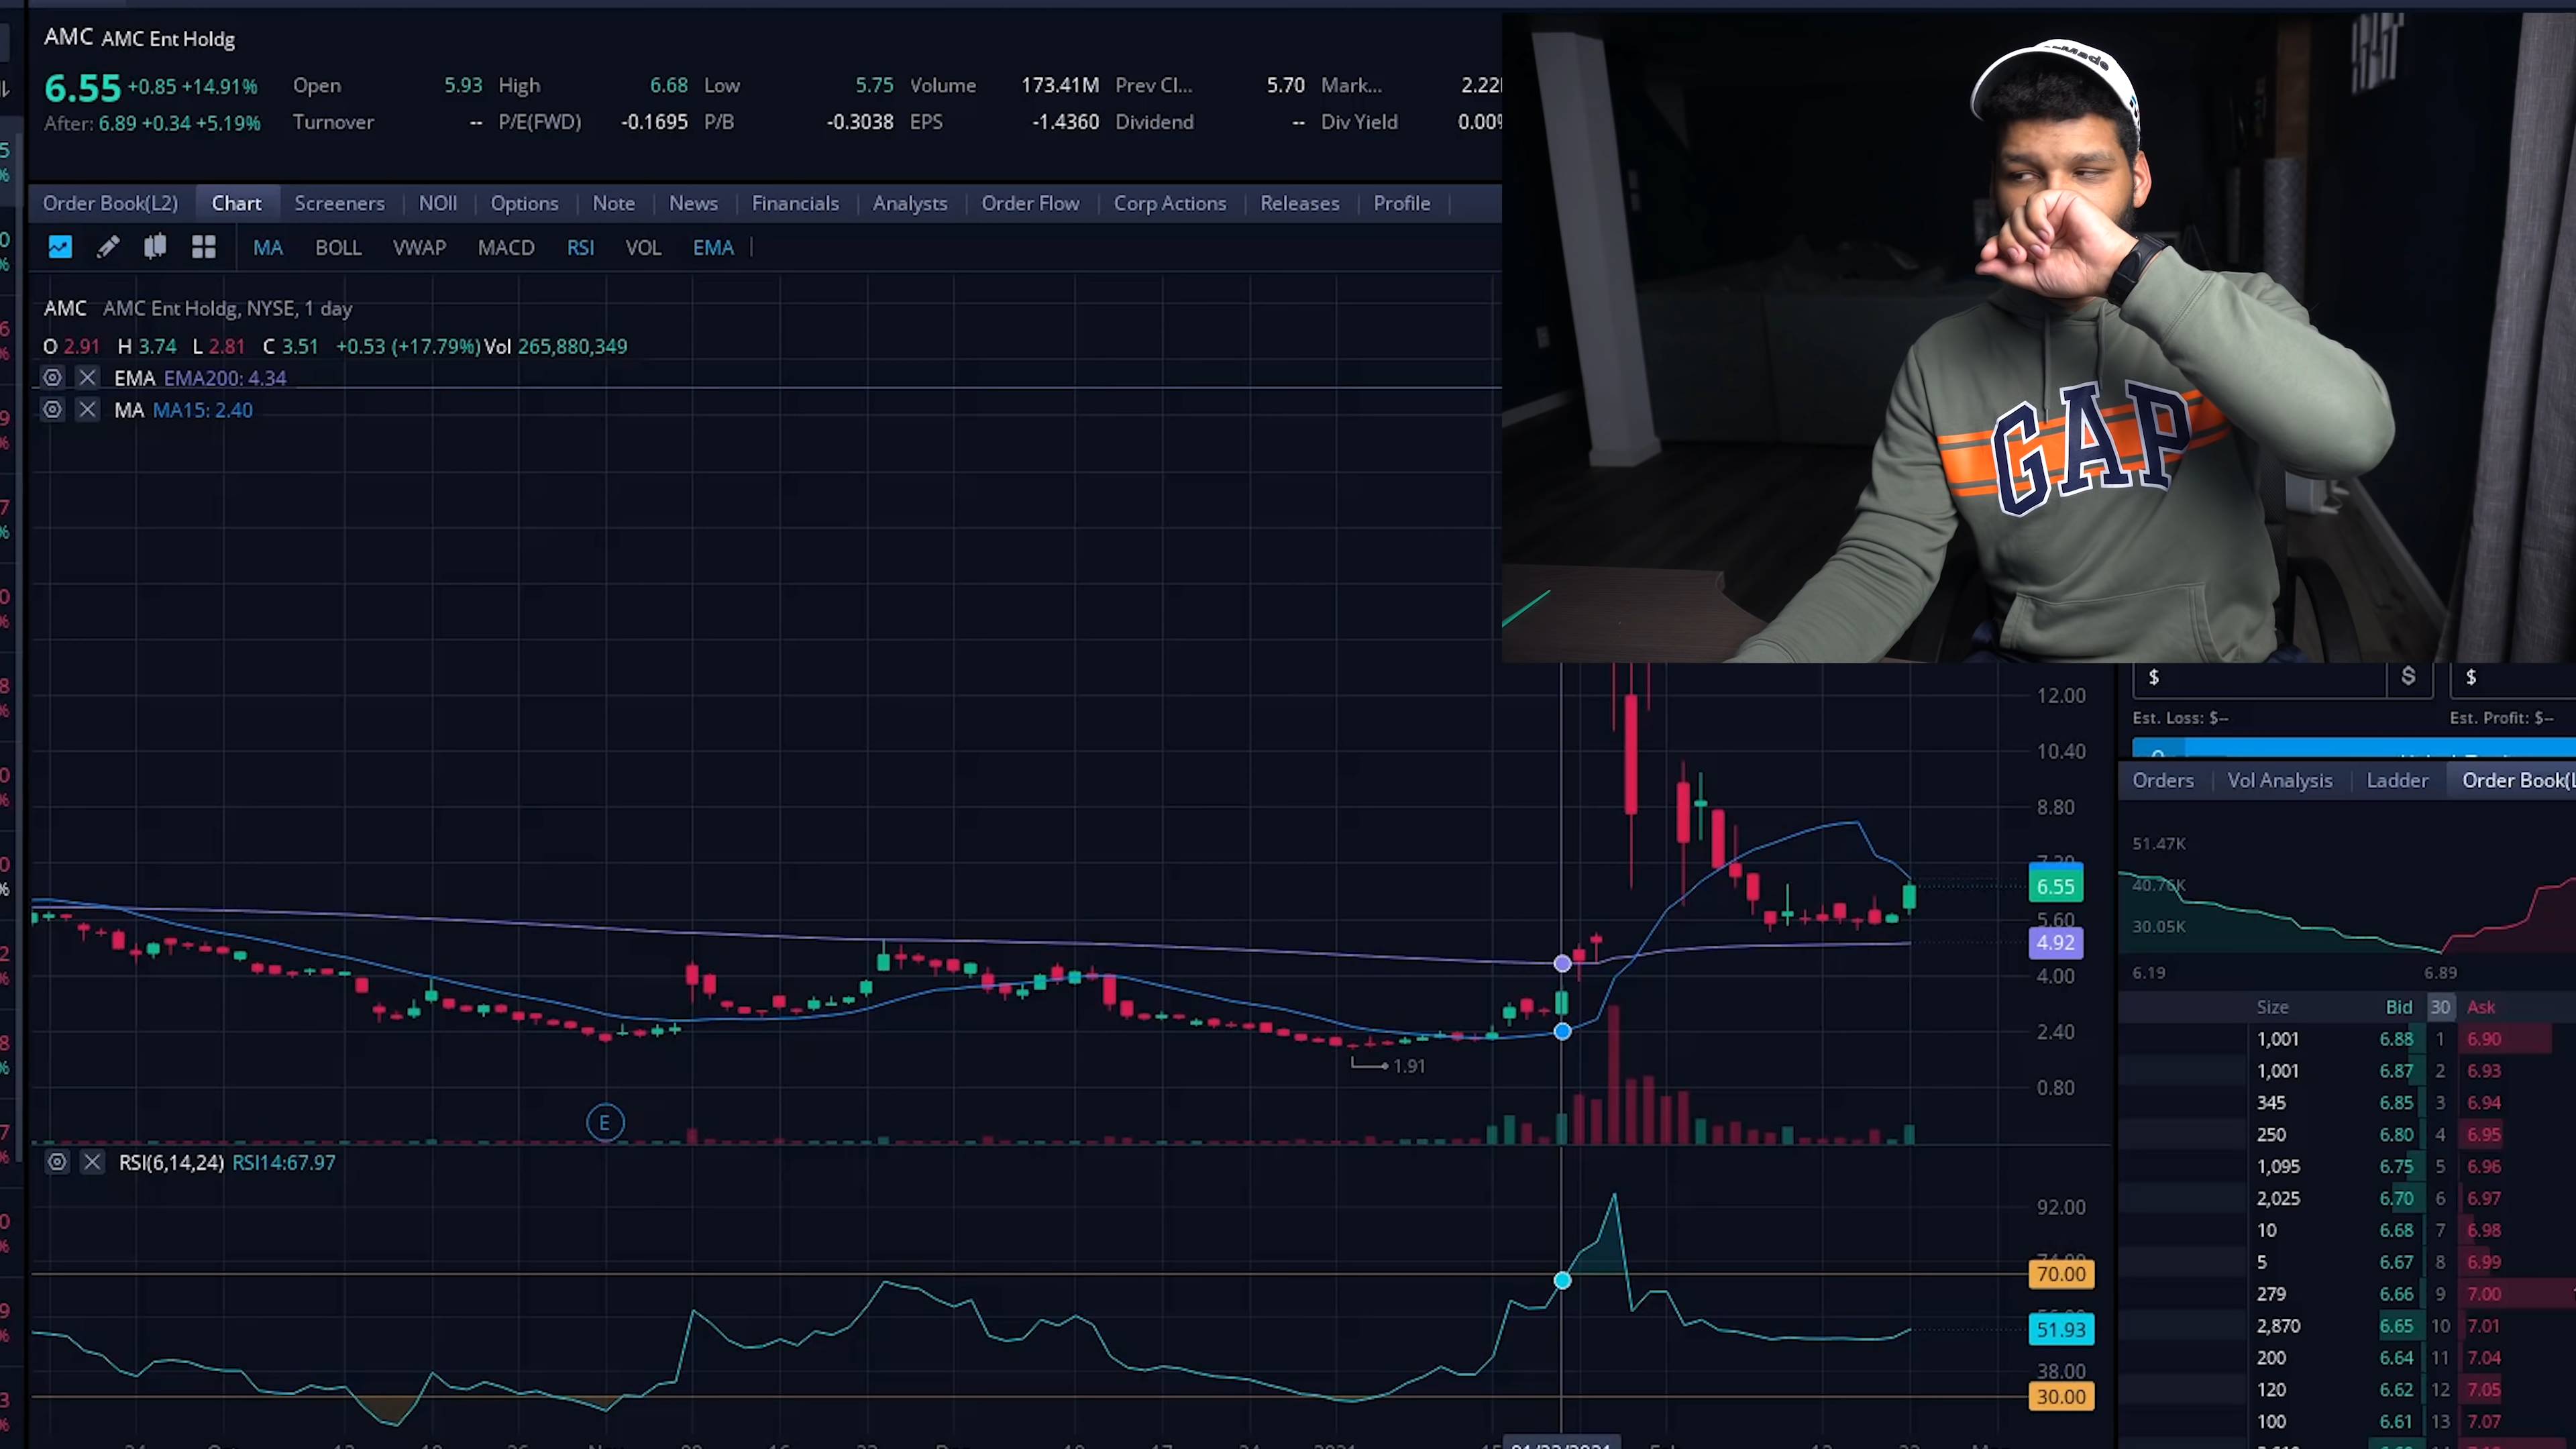 AMC AMC Ent Holdg
6.55 +0.85 +14.91% Open 5.93 High 6.68 Low 5.75 Volume 173.41M Prev Cl... 5.70 Mark...
After: 6.89 +0.34 +5.19% Turnover -- P/E(FWD) -0.1695 P/B -0.3038 EPS -1.4360 Dividend -- Div Yield 0.00%
Order Book(L2) Chart Screeners NOII Options Note News Financials Analysts Order Flow Corp Actions Releases Profile
MA BOLL VWAP MACD RSI VOL EMA
AMC AMC Ent Holdg, NYSE, 1 day
O 2.91 H 3.74 L 2.81 C 3.51 +0.53 (+17.79%) Vol 265,880,349
EMA EMA200: 4.34
MA MA15: 2.40
GAP
12.00
10.40
8.80
6.55
5.60
4.92
4.00
2.40
1.91
0.80
E
RSI(6,14,24) RSI14:67.97
92.00
70.00
51.93
38.00
30.00
$ $ $
Est. Loss: $-- Est. Profit: $--
Orders Vol Analysis Ladder Order Book(L
51.47K
40.76K
30.05K
6.19 6.89
Size Bid 30 Ask
1,001 6.88 1 6.90
1,001 6.87 2 6.93
345 6.85 3 6.94
250 6.80 4 6.95
1,095 6.75 5 6.96
2,025 6.70 6 6.97
10 6.68 7 6.98
5 6.67 8 6.99
279 6.66 9 7.00
2,870 6.65 10 7.01
200 6.64 11 7.04
120 6.62 12 7.05
100 6.61 13 7.07